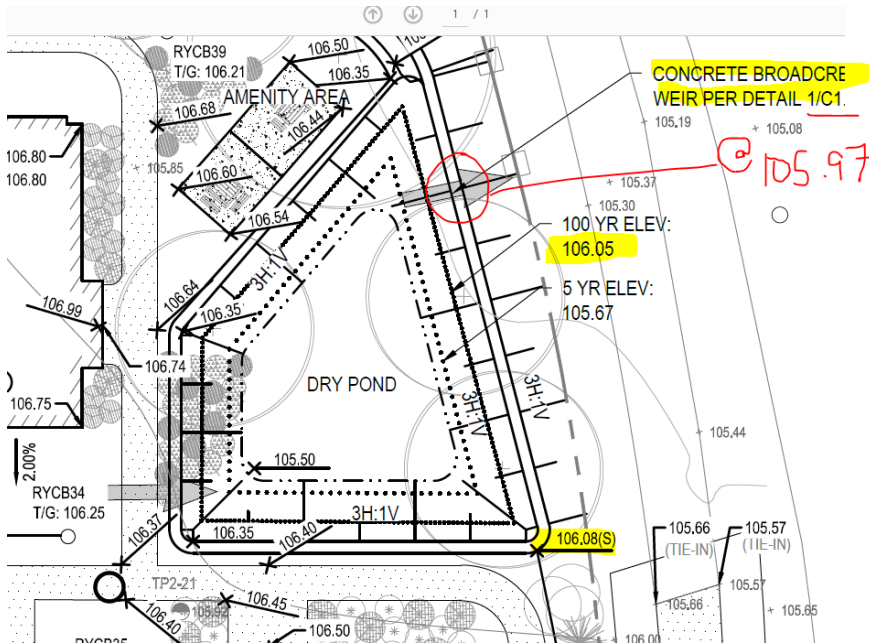 1 / 1
RYCB39
T/G: 106.21
106.50
106.35
AMENITY AREA
CONCRETE BROADCRE
WEIR PER DETAIL 1/C1.
@
105.97
106.68
106.44
105.19
105.08
106.80
106.80
105.85
106.60
105.37
105.30
106.54
100 YR ELEV:
106.05
3H:1V
106.64
5 YR ELEV:
105.67
106.99
106.35
106.74
DRY POND
3H:1V
3H:1V
106.75
105.44
2.00%
105.50
RYCB34
T/G: 106.25
3H:1V
106.37
106.35
106.40
106.08(S)
105.66
(TIE-IN)
105.57
(TIE-IN)
TP2-21
105.57
106.45
105.66
105.65
106.40
106.50
106.00